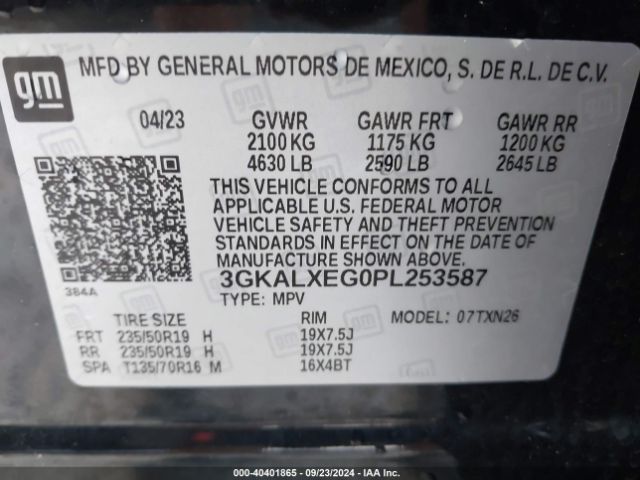 gm
MFD BY GENERAL MOTORS DE MEXICO, S. DE R.L. DE C.V.
04/23 GVWR GAWR FRT GAWR RR
2100 KG 1175 KG 1200 KG
4630 LB 2590 LB 2645 LB
THIS VEHICLE CONFORMS TO ALL
APPLICABLE U.S. FEDERAL MOTOR
VEHICLE SAFETY AND THEFT PREVENTION
STANDARDS IN EFFECT ON THE DATE OF
MANUFACTURE SHOWN ABOVE.
384A 3GKALXEG0PL253587
TYPE: MPV
TIRE SIZE RIM MODEL: 07TXN26
FRT 235/50R19 H 19X7.5J
RR 235/50R19 H 19X7.5J
SPA T135/70R16 M 16X4BT
000-40401865 - 09/23/2024 - IAA Inc.